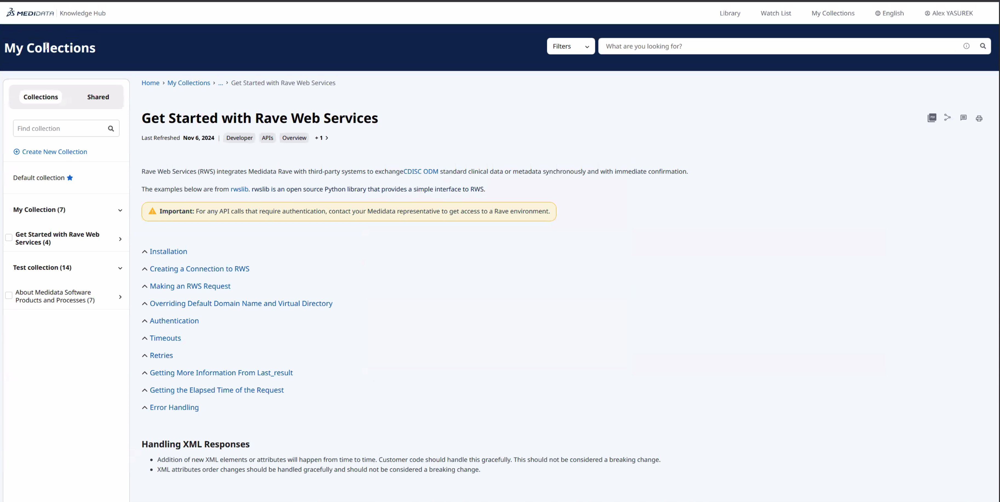 MEDIDATA Knowledge Hub
Library Watch List My Collections English Alex YASUREK
My Collections
Filters What are you looking for?
Collections Shared
Find collection
Create New Collection
Default collection
My Collection (7)
Get Started with Rave Web
Services (4)
Test collection (14)
About Medidata Software
Products and Processes (7)
Home › My Collections › ... › Get Started with Rave Web Services
Get Started with Rave Web Services
PDF
Last Refreshed Nov 6, 2024 | Developer APIs Overview + 1
Rave Web Services (RWS) integrates Medidata Rave with third-party systems to exchangeCDISC ODM standard clinical data or metadata synchronously and with immediate confirmation.
The examples below are from rwslib. rwslib is an open source Python library that provides a simple interface to RWS.
Important: For any API calls that require authentication, contact your Medidata representative to get access to a Rave environment.
Installation
Creating a Connection to RWS
Making an RWS Request
Overriding Default Domain Name and Virtual Directory
Authentication
Timeouts
Retries
Getting More Information From Last_result
Getting the Elapsed Time of the Request
Error Handling
Handling XML Responses
• Addition of new XML elements or attributes will happen from time to time. Customer code should handle this gracefully. This should not be considered a breaking change.
• XML attributes order changes should be handled gracefully and should not be considered a breaking change.